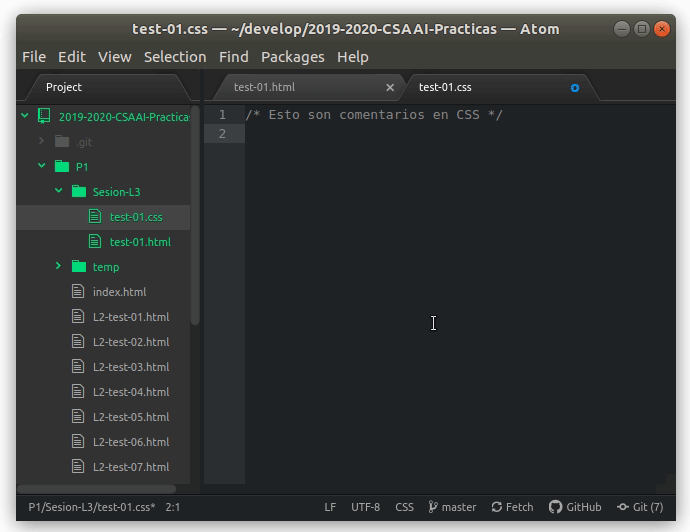 test-01.css — ~/develop/2019-2020-CSAAI-Practicas — Atom
File Edit View Selection Find Packages Help
Project
test-01.html
test-01.css
2019-2020-CSAAI-Practicas
.git
P1
Sesion-L3
test-01.css
test-01.html
temp
index.html
L2-test-01.html
L2-test-02.html
L2-test-03.html
L2-test-04.html
L2-test-05.html
L2-test-06.html
L2-test-07.html
1 /* Esto son comentarios en CSS */
2
P1/Sesion-L3/test-01.css* 2:1 LF UTF-8 CSS master Fetch GitHub Git (7)